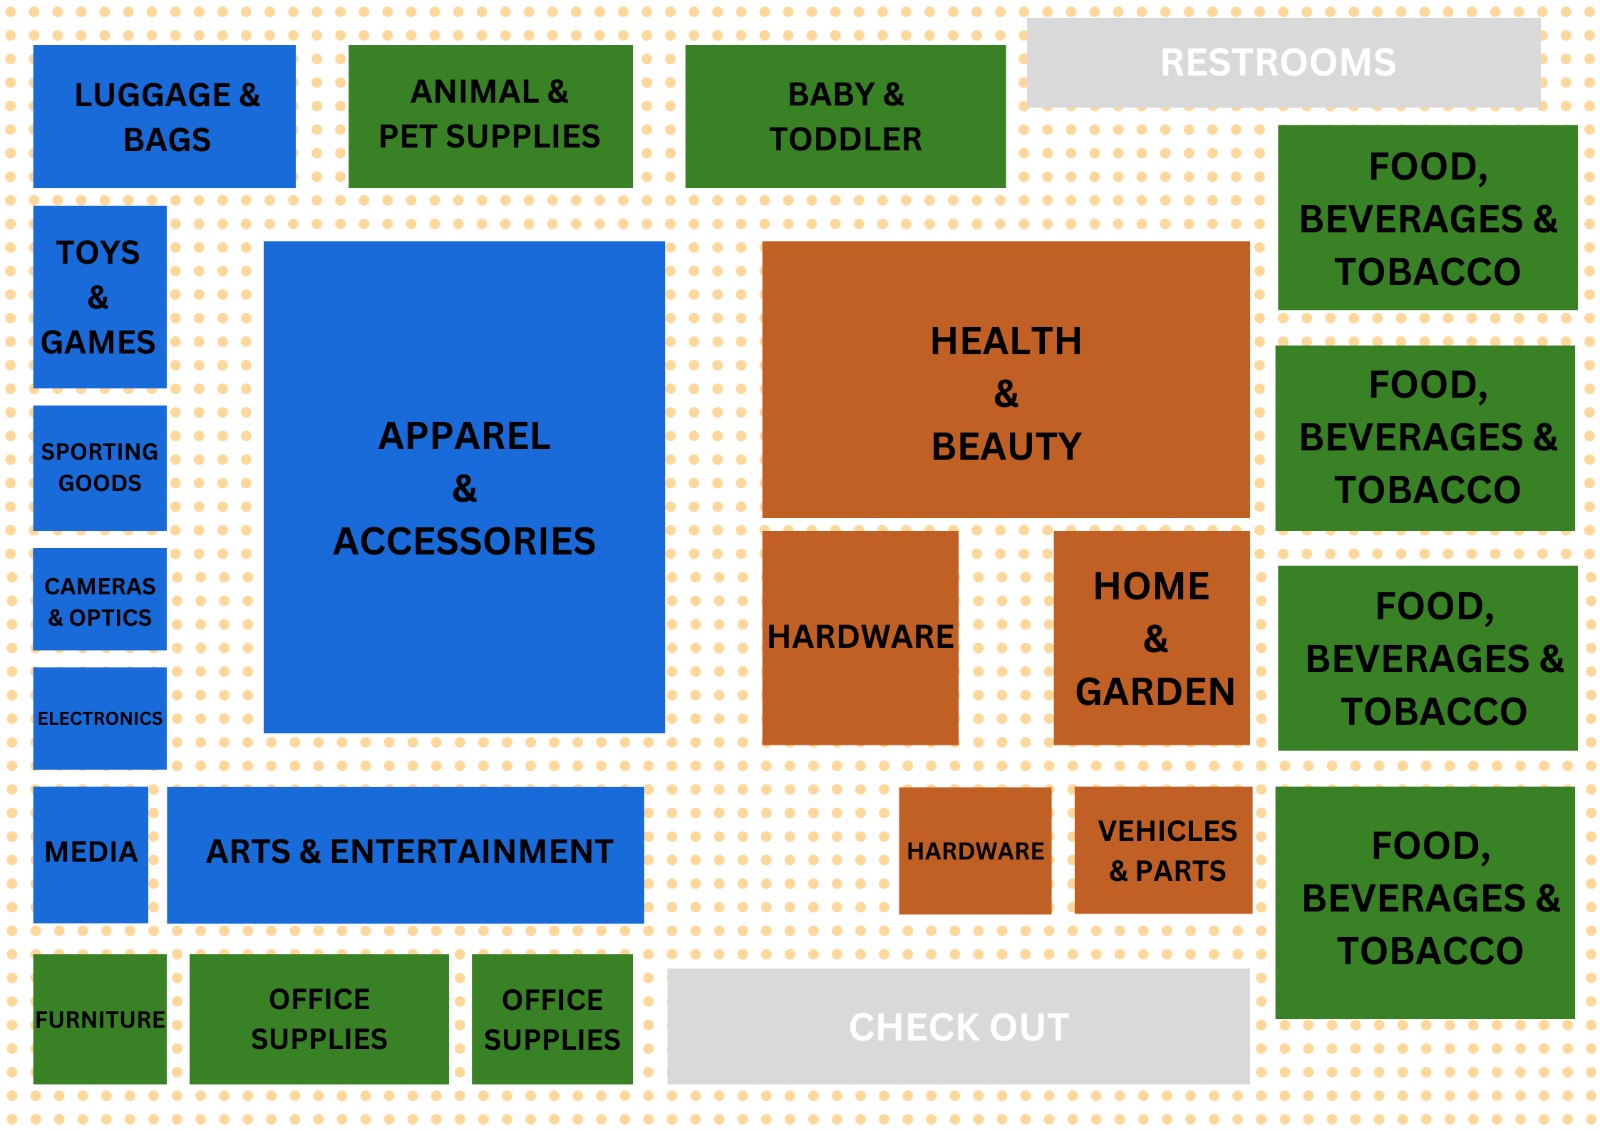 RESTROOMS
LUGGAGE &
BAGS
ANIMAL &
PET SUPPLIES
BABY &
TODDLER
FOOD,
BEVERAGES &
TOBACCO
TOYS
&
GAMES
APPAREL
&
ACCESSORIES
HEALTH
&
BEAUTY
FOOD,
BEVERAGES &
TOBACCO
SPORTING
GOODS
CAMERAS
& OPTICS
HARDWARE
HOME
&
GARDEN
FOOD,
BEVERAGES &
TOBACCO
ELECTRONICS
MEDIA
ARTS & ENTERTAINMENT
HARDWARE
VEHICLES
& PARTS
FOOD,
BEVERAGES &
TOBACCO
FURNITURE
OFFICE
SUPPLIES
OFFICE
SUPPLIES
CHECK OUT